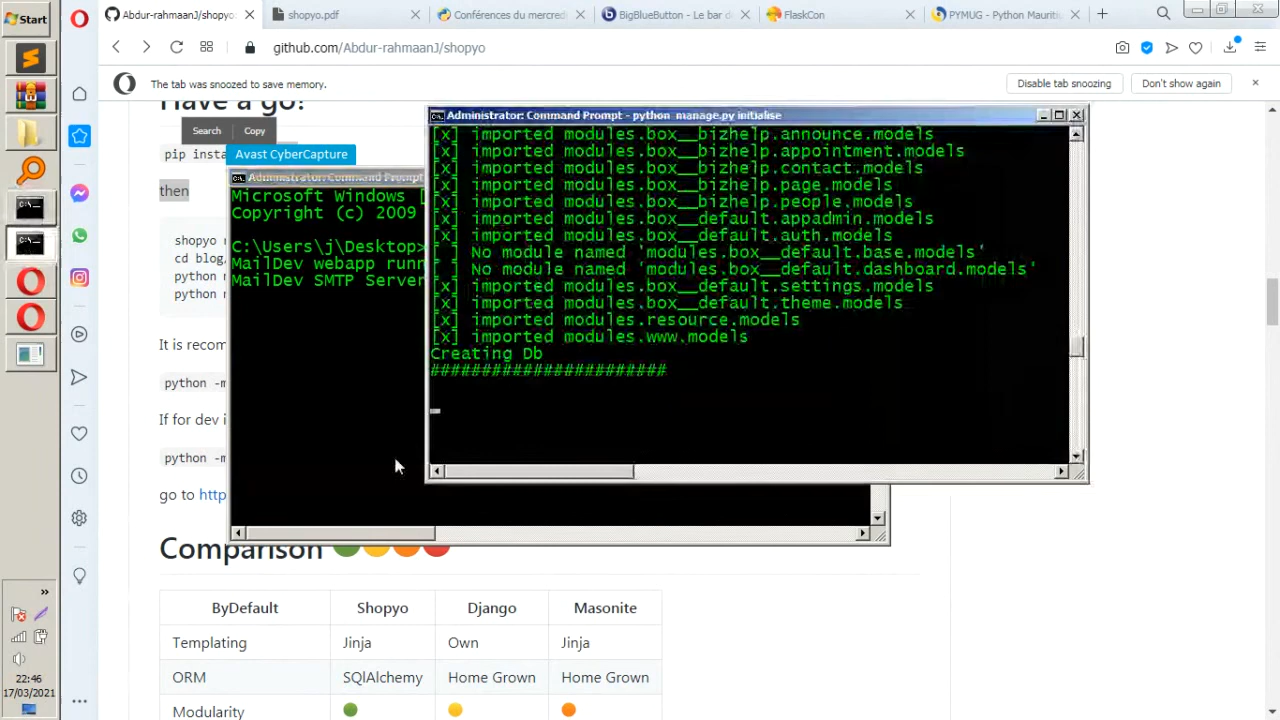 Start
Abdur-rahmaanJ/shopyo:
shopyo.pdf
Conférences du mercred
BigBlueButton - Le bar de
FlaskCon
PYMUG - Python Mauriti
github.com/Abdur-rahmaanJ/shopyo
The tab was snoozed to save memory.
Disable tab snoozing
Don't show again
Have a go!
Search
Copy
pip insta
Avast CyberCapture
then
shopyo
cd blog
python
python
It is recom
python -m
If for dev i
python -m
go to http
Administrator: Command Prompt
Microsoft Windows
Copyright (c) 2009
C:\Users\j\Desktop>
MailDev webapp runn
MailDev SMTP Server
Administrator: Command Prompt - python manage.py initialise
[x] imported modules.box__bizhelp.announce.models
[x] imported modules.box__bizhelp.appointment.models
[x] imported modules.box__bizhelp.contact.models
[x] imported modules.box__bizhelp.page.models
[x] imported modules.box__bizhelp.people.models
[x] imported modules.box__default.appadmin.models
[x] imported modules.box__default.auth.models
[ ] No module named 'modules.box__default.base.models'
[ ] No module named 'modules.box__default.dashboard.models'
[x] imported modules.box__default.settings.models
[x] imported modules.box__default.theme.models
[x] imported modules.resource.models
[x] imported modules.www.models
Creating Db
#######################
Comparison
ByDefault Shopyo Django Masonite
Templating Jinja Own Jinja
ORM SQlAlchemy Home Grown Home Grown
Modularity
22:46
17/03/2021